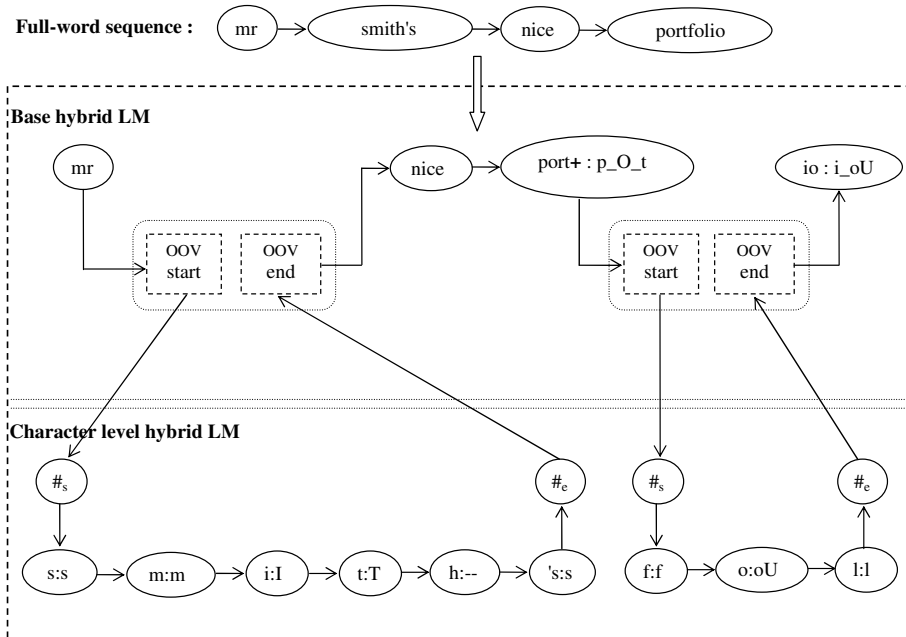 Full-word sequence : mr smith's nice portfolio
Base hybrid LM
mr nice port+ : p_O_t io : i_oU
OOV start OOV end OOV start OOV end
Character level hybrid LM
#s #e #s #e
s:s m:m i:I t:T h:-- 's:s f:f o:oU l:l